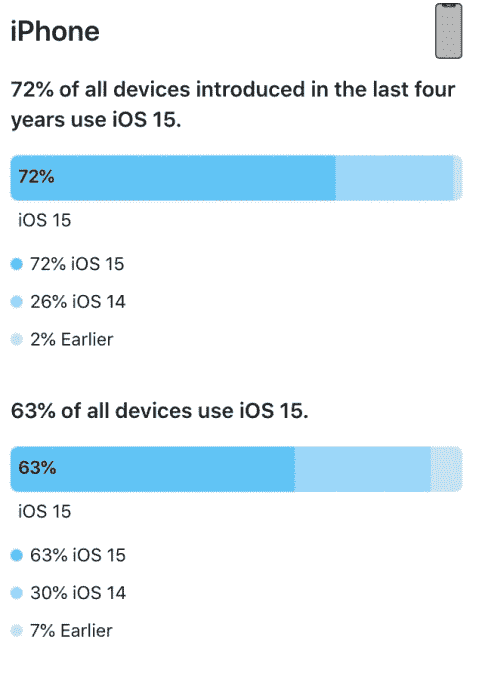 iPhone
72% of all devices introduced in the last four
years use iOS 15.
72%
iOS 15
72% iOS 15
26% iOS 14
2% Earlier
63% of all devices use iOS 15.
63%
iOS 15
63% iOS 15
30% iOS 14
7% Earlier